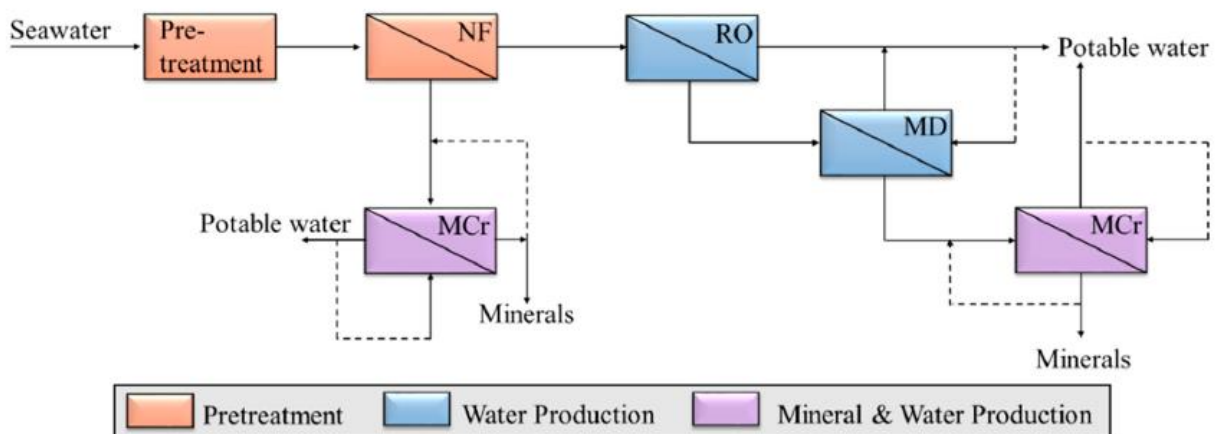 Seawater
Pre-
treatment
NF
RO
Potable water
MD
Potable water
MCr
MCr
Minerals
Minerals
Pretreatment
Water Production
Mineral & Water Production